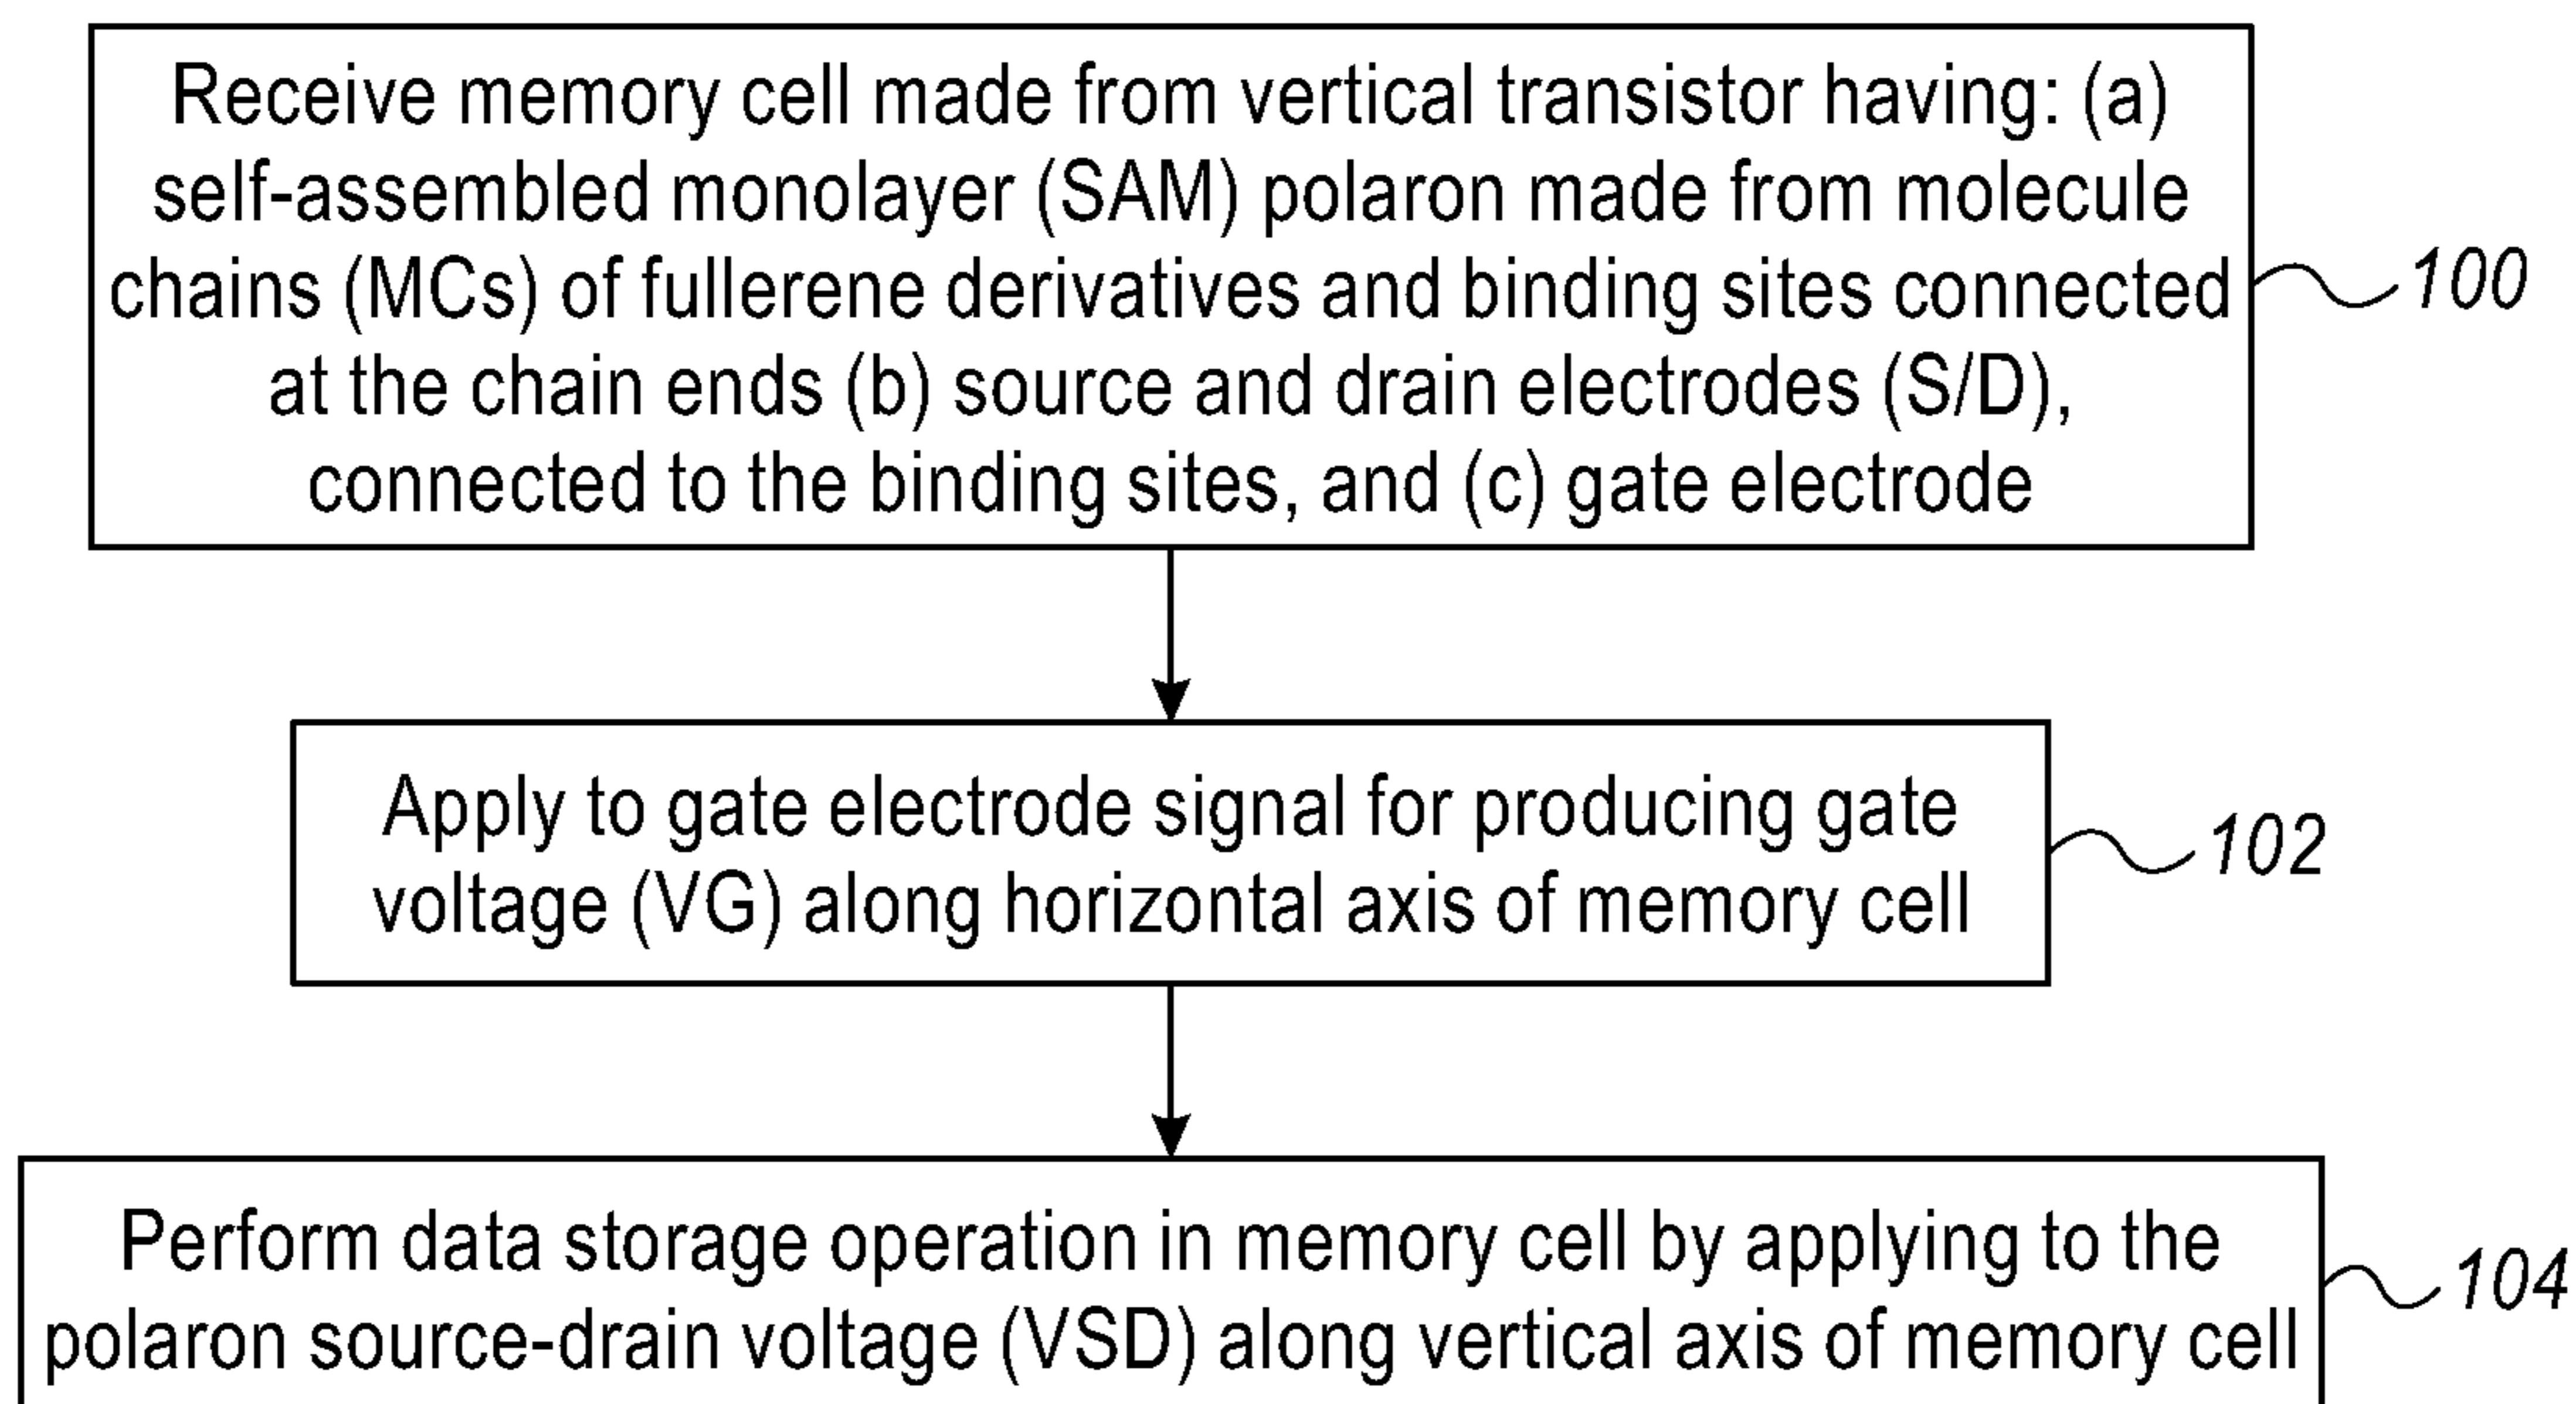 Receive memory cell made from vertical transistor having: (a)
self-assembled monolayer (SAM) polaron made from molecule
chains (MCs) of fullerene derivatives and binding sites connected
at the chain ends (b) source and drain electrodes (S/D),
connected to the binding sites, and (c) gate electrode
100
Apply to gate electrode signal for producing gate
voltage (VG) along horizontal axis of memory cell
102
Perform data storage operation in memory cell by applying to the
polaron source-drain voltage (VSD) along vertical axis of memory cell
104